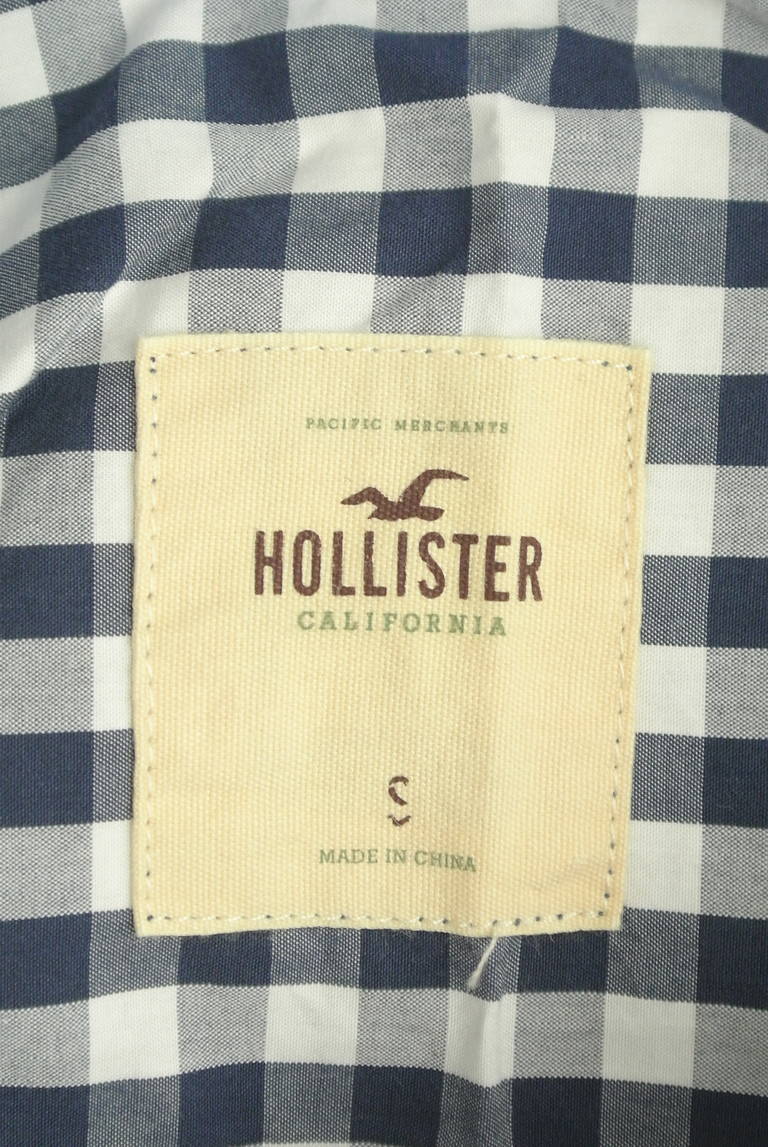 PACIFIC MERCHANTS
HOLLISTER
CALIFORNIA
S
MADE IN CHINA